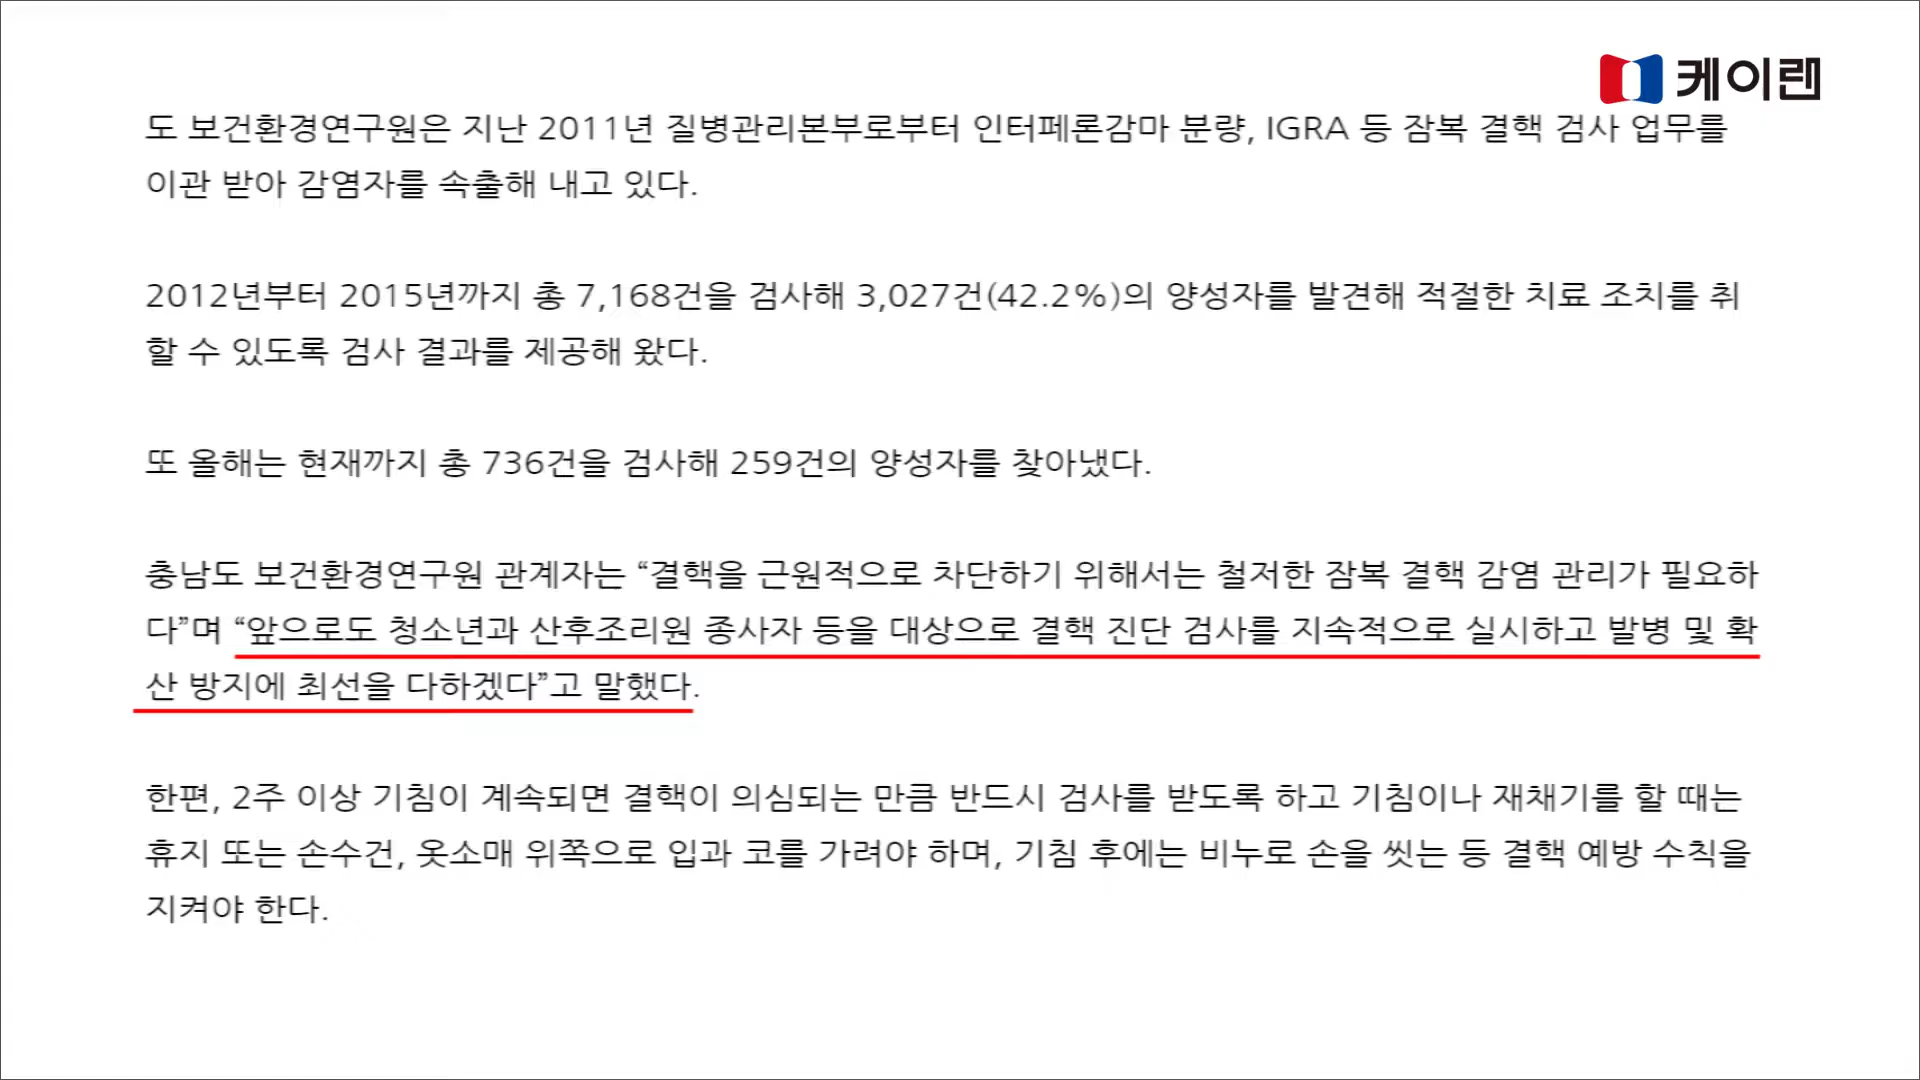 케이렌
도 보건환경연구원은 지난 2011년 질병관리본부로부터 인터페론감마 분량, IGRA 등 잠복 결핵 검사 업무를
이관 받아 감염자를 속출해 내고 있다.
2012년부터 2015년까지 총 7,168건을 검사해 3,027건(42.2%)의 양성자를 발견해 적절한 치료 조치를 취
할 수 있도록 검사 결과를 제공해 왔다.
또 올해는 현재까지 총 736건을 검사해 259건의 양성자를 찾아냈다.
충남도 보건환경연구원 관계자는 “결핵을 근원적으로 차단하기 위해서는 철저한 잠복 결핵 감염 관리가 필요하
다”며 “앞으로도 청소년과 산후조리원 종사자 등을 대상으로 결핵 진단 검사를 지속적으로 실시하고 발병 및 확
산 방지에 최선을 다하겠다”고 말했다.
한편, 2주 이상 기침이 계속되면 결핵이 의심되는 만큼 반드시 검사를 받도록 하고 기침이나 재채기를 할 때는
휴지 또는 손수건, 옷소매 위쪽으로 입과 코를 가려야 하며, 기침 후에는 비누로 손을 씻는 등 결핵 예방 수칙을
지켜야 한다.